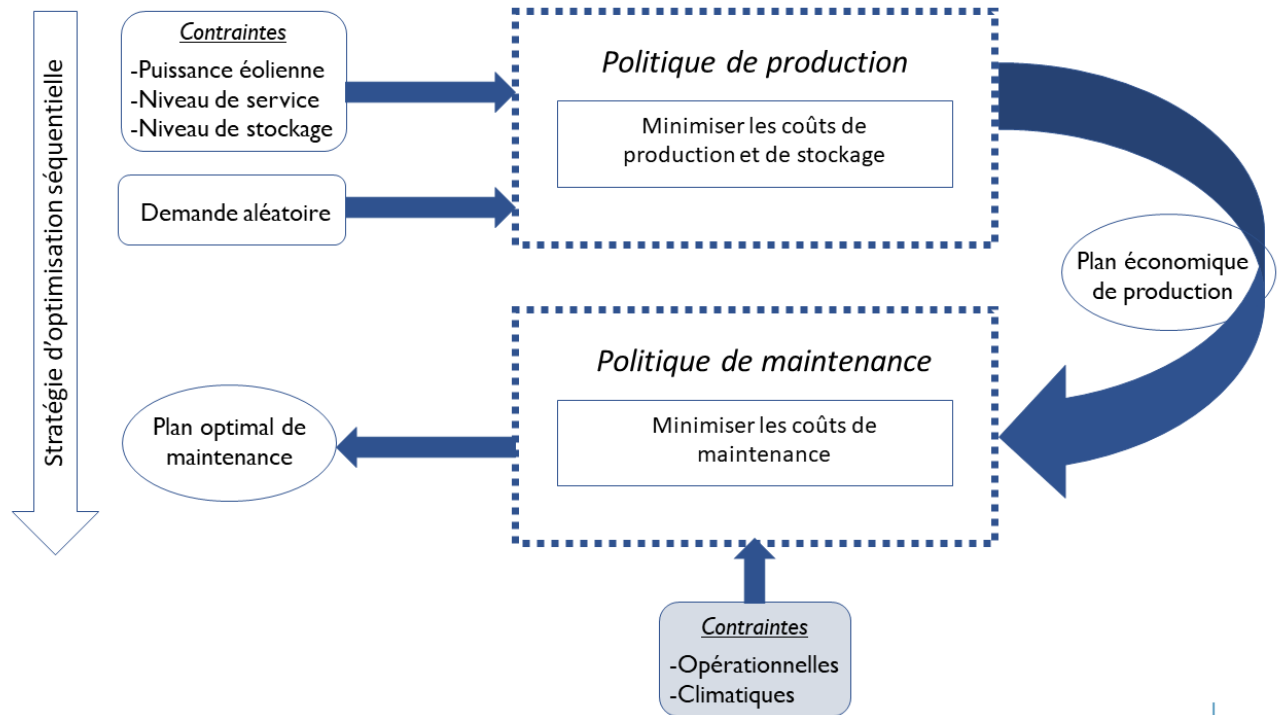 Stratégie d'optimisation séquentielle
Contraintes
-Puissance éolienne
-Niveau de service
-Niveau de stockage
Demande aléatoire
Politique de production
Minimiser les coûts de
production et de stockage
Plan économique
de production
Politique de maintenance
Minimiser les coûts de
maintenance
Plan optimal de
maintenance
Contraintes
-Opérationnelles
-Climatiques